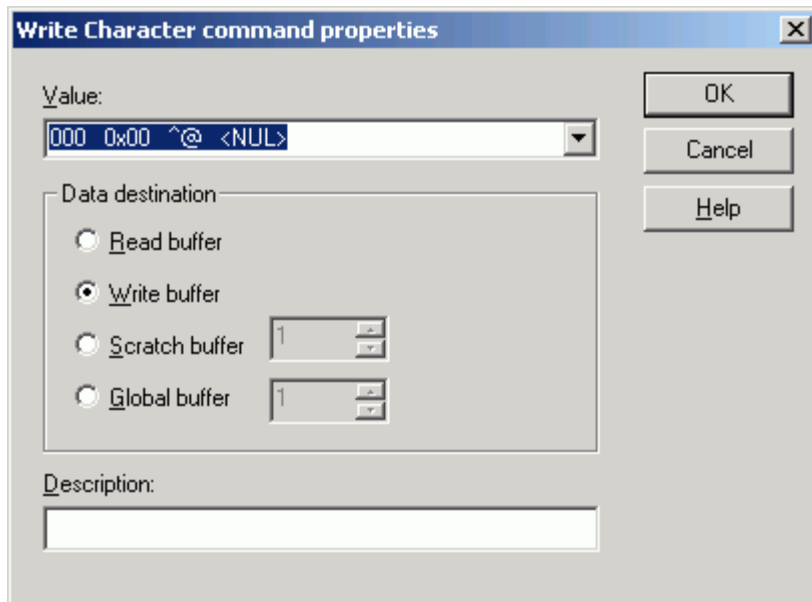 Write Character command properties
Value:
000 0x00 ^@ <NUL>
OK
Cancel
Help
Data destination
Read buffer
Write buffer
Scratch buffer 1
Global buffer 1
Description: